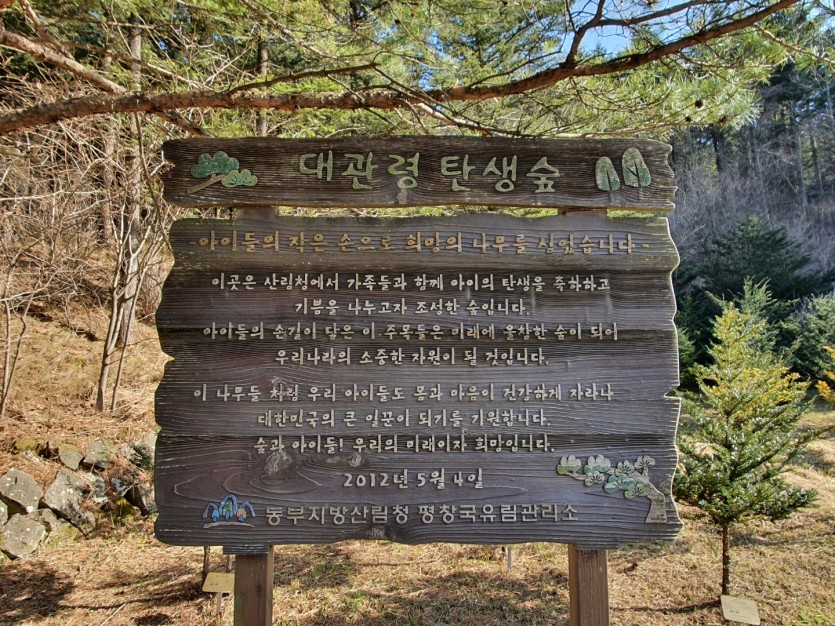 대관령 탄생숲
-아이들의 작은 손으로 희망의 나무를 심었습니다-
이곳은 산림청에서 가족들과 함께 아이의 탄생을 축하하고
기쁨을 나누고자 조성한 숲입니다.
아이들의 손길이 닿은 이 주목들은 미래에 울창한 숲이 되어
우리나라의 소중한 자원이 될 것입니다.
이 나무들 처럼 우리 아이들도 몸과 마음이 건강하게 자라나
대한민국의 큰 일꾼이 되기를 기원합니다.
숲과 아이들! 우리의 미래이자 희망입니다.
2012년 5월 4일
동부지방산림청 평창국유림관리소